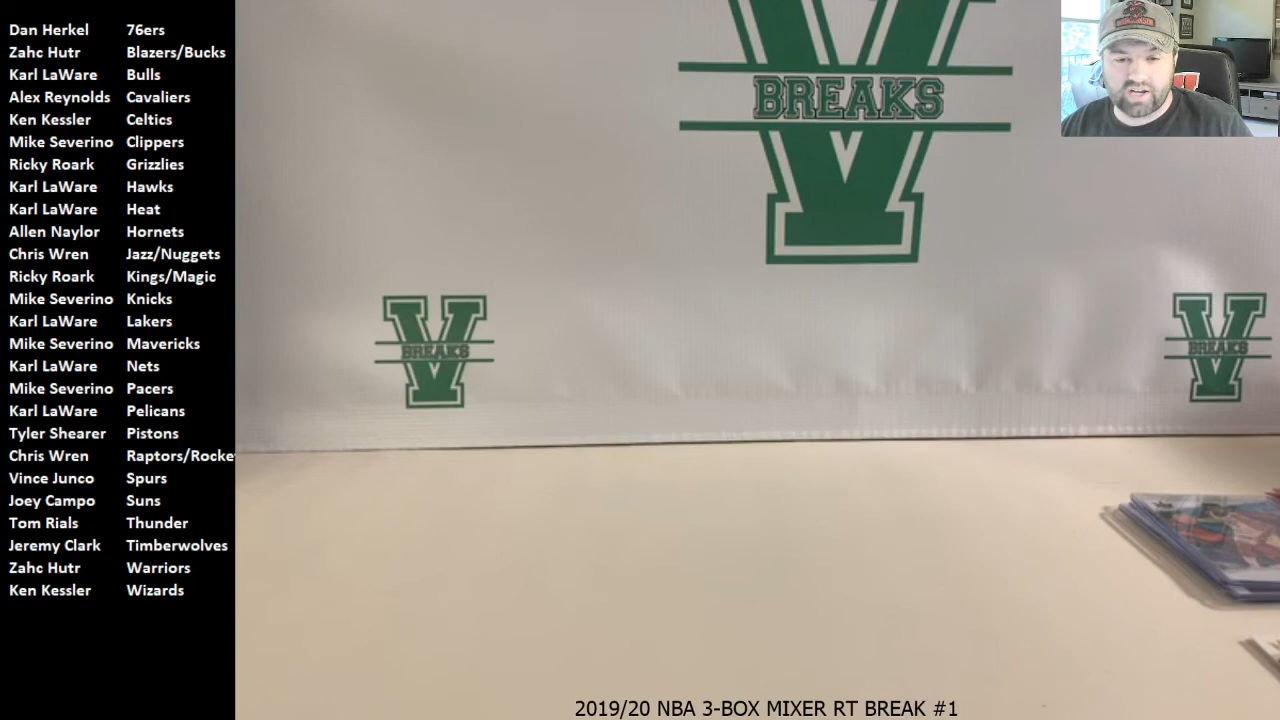 Dan Herkel 76ers
Zahc Hutr Blazers/Bucks
Karl LaWare Bulls
Alex Reynolds Cavaliers
Ken Kessler Celtics
Mike Severino Clippers
Ricky Roark Grizzlies
Karl LaWare Hawks
Karl LaWare Heat
Allen Naylor Hornets
Chris Wren Jazz/Nuggets
Ricky Roark Kings/Magic
Mike Severino Knicks
Karl LaWare Lakers
Mike Severino Mavericks
Karl LaWare Nets
Mike Severino Pacers
Karl LaWare Pelicans
Tyler Shearer Pistons
Chris Wren Raptors/Rocke
Vince Junco Spurs
Joey Campo Suns
Tom Rials Thunder
Jeremy Clark Timberwolves
Zahc Hutr Warriors
Ken Kessler Wizards
V
BREAKS
V
BREAKS
V
BREAKS
2019/20 NBA 3-BOX MIXER RT BREAK #1